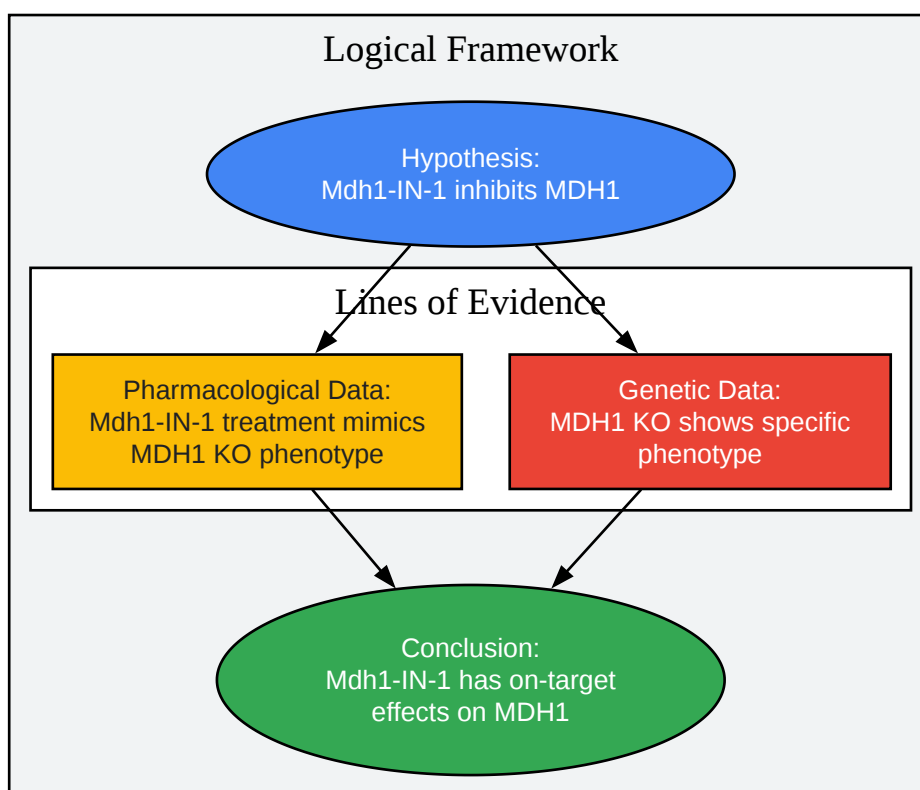 Logical Framework
Hypothesis:
Mdh1-IN-1 inhibits MDH1
Lines of Evidence
Pharmacological Data:
Mdh1-IN-1 treatment mimics
MDH1 KO phenotype
Genetic Data:
MDH1 KO shows specific
phenotype
Conclusion:
Mdh1-IN-1 has on-target
effects on MDH1